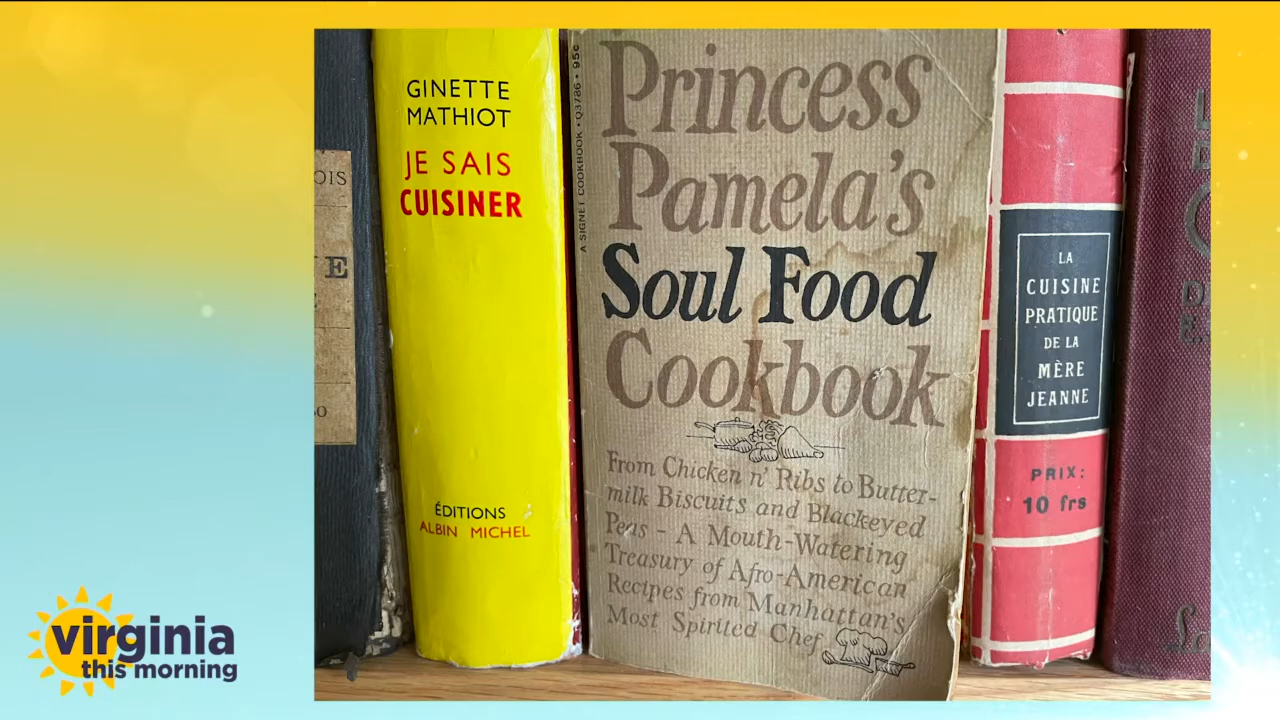 GINETTE
MATHIOT
JE SAIS
CUISINER
ÉDITIONS
ALBIN MICHEL
A SIGNET COOKBOOK • Q3786 • 95c
Princess
Pamela's
Soul Food
Cookbook
From Chicken n' Ribs to Butter-
milk Biscuits and Blackeyed
Peas - A Mouth-Watering
Treasury of Afro-American
Recipes from Manhattan's
Most Spirited Chef
LA
CUISINE
PRATIQUE
DE LA
MÈRE
JEANNE
PRIX:
10 frs
DE
virginia
this morning